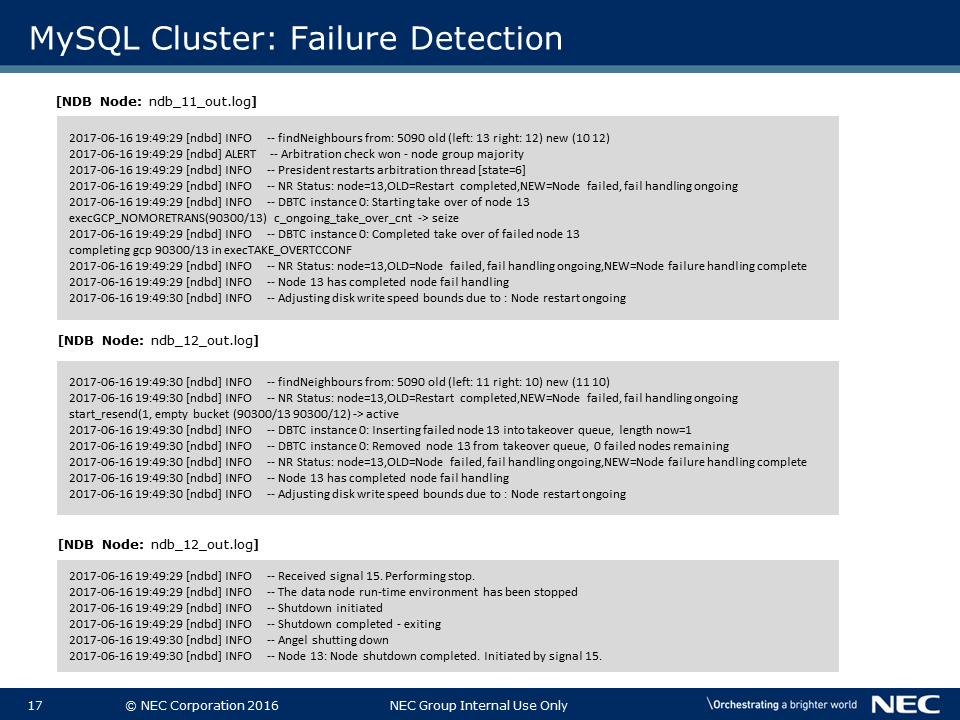 MySQL Cluster: Failure Detection
[NDB Node: ndb_11_out.log]
2017-06-16 19:49:29 [ndbd] INFO -- findNeighbours from: 5090 old (left: 13 right: 12) new (10 12)
2017-06-16 19:49:29 [ndbd] ALERT -- Arbitration check won - node group majority
2017-06-16 19:49:29 [ndbd] INFO -- President restarts arbitration thread [state=6]
2017-06-16 19:49:29 [ndbd] INFO -- NR Status: node=13,OLD=Restart completed,NEW=Node failed, fail handling ongoing
2017-06-16 19:49:29 [ndbd] INFO -- DBTC instance 0: Starting take over of node 13
execGCP_NOMORETRANS(90300/13) c_ongoing_take_over_cnt -> seize
2017-06-16 19:49:29 [ndbd] INFO -- DBTC instance 0: Completed take over of failed node 13
completing gcp 90300/13 in execTAKE_OVERTCCONF
2017-06-16 19:49:29 [ndbd] INFO -- NR Status: node=13,OLD=Node failed, fail handling ongoing,NEW=Node failure handling complete
2017-06-16 19:49:29 [ndbd] INFO -- Node 13 has completed node fail handling
2017-06-16 19:49:30 [ndbd] INFO -- Adjusting disk write speed bounds due to : Node restart ongoing
[NDB Node: ndb_12_out.log]
2017-06-16 19:49:30 [ndbd] INFO -- findNeighbours from: 5090 old (left: 11 right: 10) new (11 10)
2017-06-16 19:49:30 [ndbd] INFO -- NR Status: node=13,OLD=Restart completed,NEW=Node failed, fail handling ongoing
start_resend(1, empty bucket (90300/13 90300/12) -> active
2017-06-16 19:49:30 [ndbd] INFO -- DBTC instance 0: Inserting failed node 13 into takeover queue, length now=1
2017-06-16 19:49:30 [ndbd] INFO -- DBTC instance 0: Removed node 13 from takeover queue, 0 failed nodes remaining
2017-06-16 19:49:30 [ndbd] INFO -- NR Status: node=13,OLD=Node failed, fail handling ongoing,NEW=Node failure handling complete
2017-06-16 19:49:30 [ndbd] INFO -- Node 13 has completed node fail handling
2017-06-16 19:49:30 [ndbd] INFO -- Adjusting disk write speed bounds due to : Node restart ongoing
[NDB Node: ndb_12_out.log]
2017-06-16 19:49:29 [ndbd] INFO -- Received signal 15. Performing stop.
2017-06-16 19:49:29 [ndbd] INFO -- The data node run-time environment has been stopped
2017-06-16 19:49:29 [ndbd] INFO -- Shutdown initiated
2017-06-16 19:49:29 [ndbd] INFO -- Shutdown completed - exiting
2017-06-16 19:49:30 [ndbd] INFO -- Angel shutting down
2017-06-16 19:49:30 [ndbd] INFO -- Node 13: Node shutdown completed. Initiated by signal 15.
17 © NEC Corporation 2016 NEC Group Internal Use Only \Orchestrating a brighter world NEC